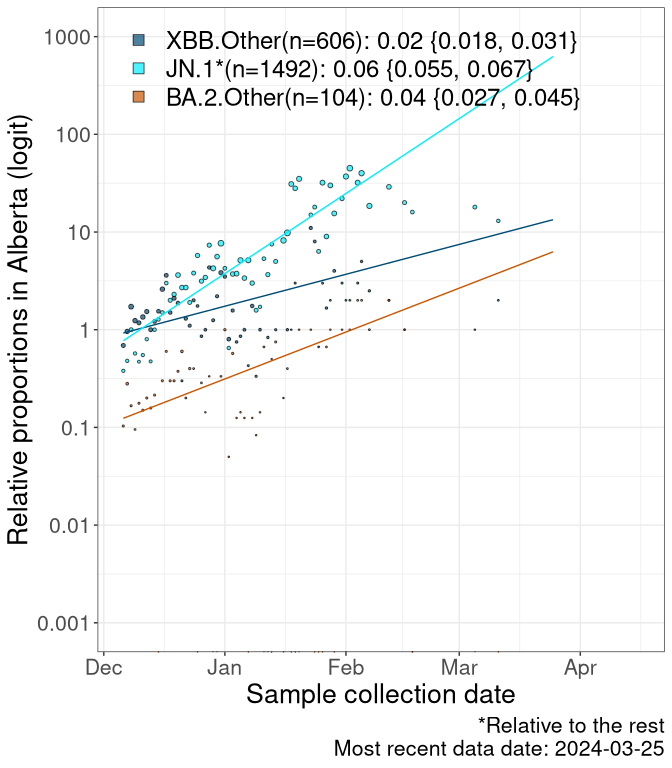 XBB.Other(n=606): 0.02 {0.018, 0.031}
JN.1*(n=1492): 0.06 {0.055, 0.067}
BA.2.Other(n=104): 0.04 {0.027, 0.045}
Relative proportions in Alberta (logit)
1000
100
10
1
0.1
0.01
0.001
Dec Jan Feb Mar Apr
Sample collection date
*Relative to the rest
Most recent data date: 2024-03-25